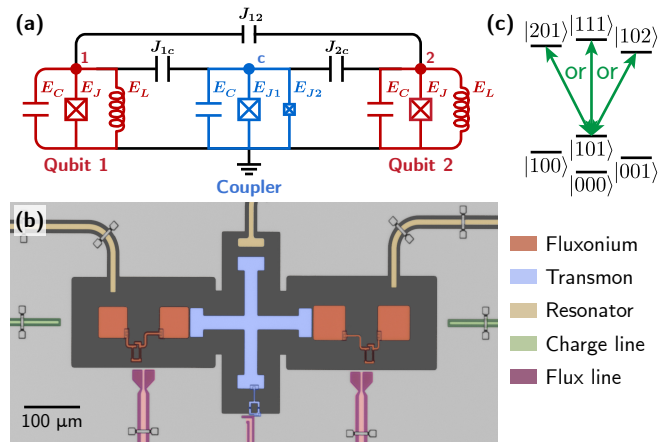 (a)
J12
1
J1c
c
J2c
2
EC
EJ
EL
EC
EJ1
EJ2
EC
EJ
EL
Qubit 1
Coupler
Qubit 2
(b)
100 μm
(c)
|201⟩
|111⟩
|102⟩
or
or
|101⟩
|100⟩
|000⟩
|001⟩
Fluxonium
Transmon
Resonator
Charge line
Flux line